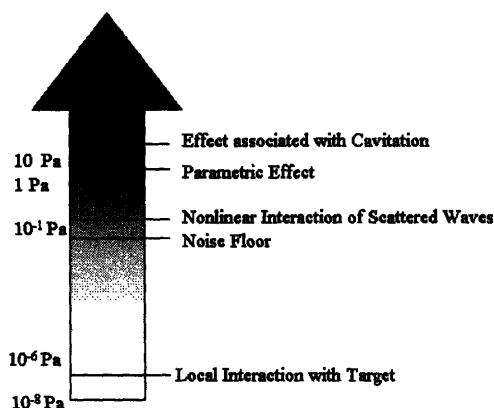 Effect associated with Cavitation
10 Pa
Parametric Effect
1 Pa
Nonlinear Interaction of Scattered Waves
10⁻¹ Pa
Noise Floor
10⁻⁶ Pa
Local Interaction with Target
10⁻⁸ Pa